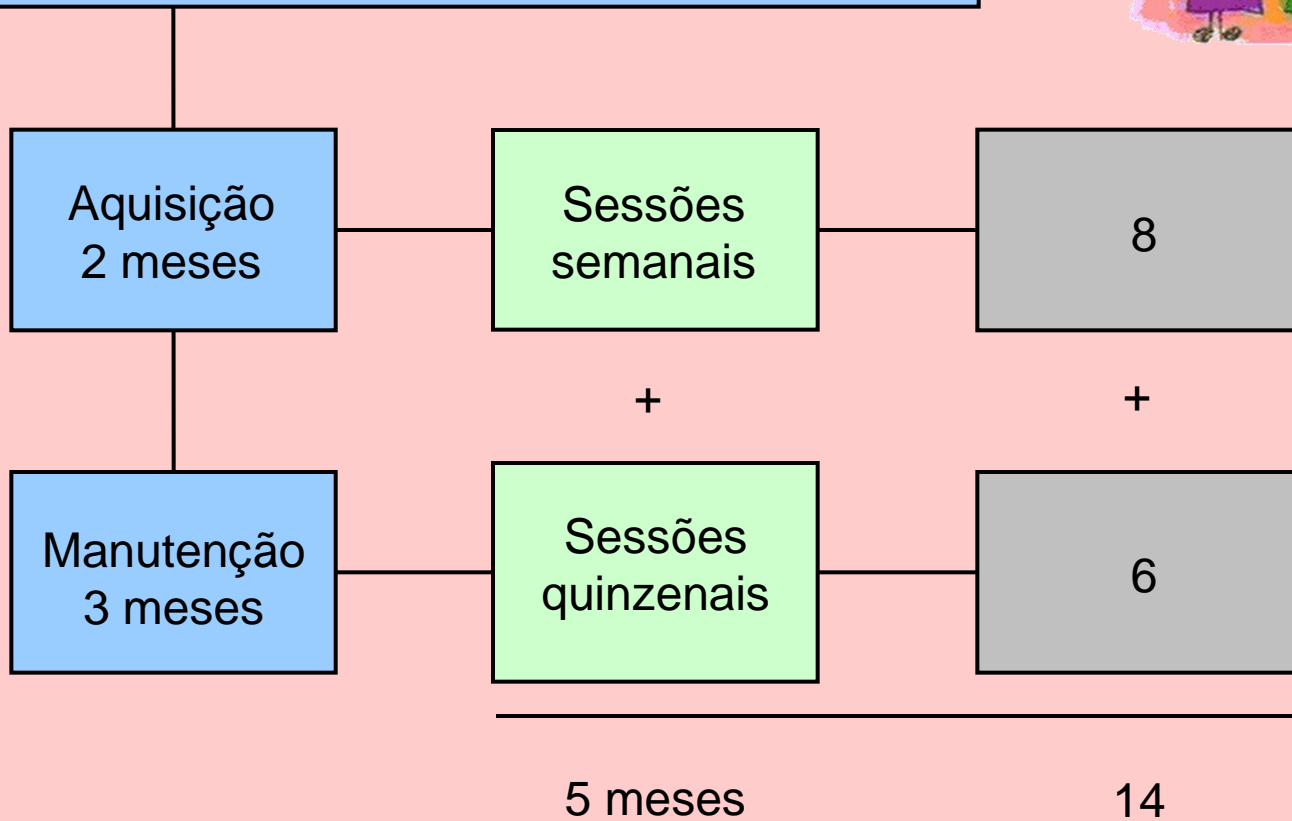 Aquisição
2 meses
Sessões
semanais
8
+
+
Manutenção
3 meses
Sessões
quinzenais
6
5 meses
14